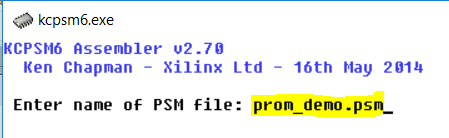 kcpsm6.exe
KCPSM6 Assembler v2.70
Ken Chapman - Xilinx Ltd - 16th May 2014
Enter name of PSM file: prom_demo.psm_